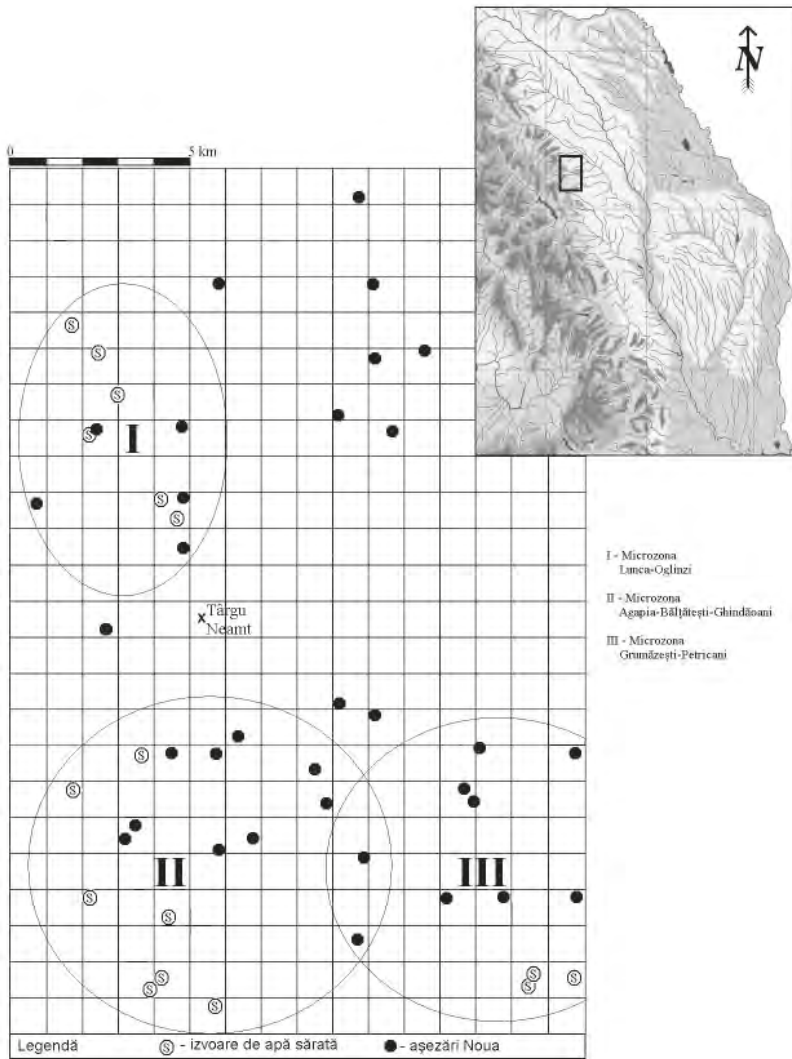 N
0 5 km
S
S
S
I
S
S
S
Târgu
Neamt
I - Microzona
Lunca-Oglinzi
II - Microzona
Agapia-Bălțătești-Ghindăoani
III - Microzona
Grumăzești-Petricani
S
S
II
III
S
S
S
S
S
S
S
S
Legendă S - izvoare de apă sărată - așezări Noua